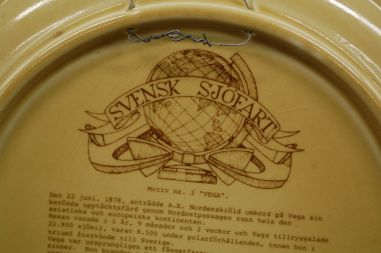 SVENSK SJÖFART
Motiv nr. 3 "VEGA".
Den 22 juni, 1878, anträdde A.E. Nordenskiöld ombord på Vega sin
berömda upptäcktsfärd genom Nordostpassagen runt hela den
asiatiska och europeiska kontinenten.
Resan varade i 1 år, 9 månader och 2 veckor och Vega tillryggalade
21.900 sjömil, varav 8.500 under polarförhållanden, innan hon i
triumf återvände till Sverige.
Vega var ursprungligen ett